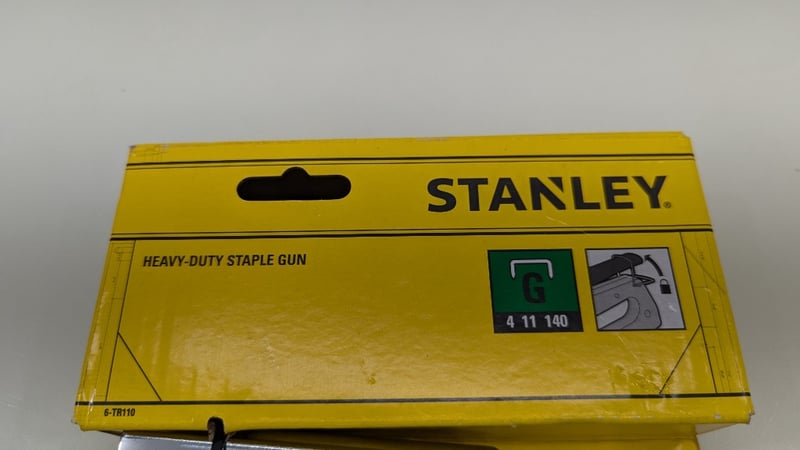 STANLEY®
HEAVY-DUTY STAPLE GUN
G
4 11 140
6-TR110